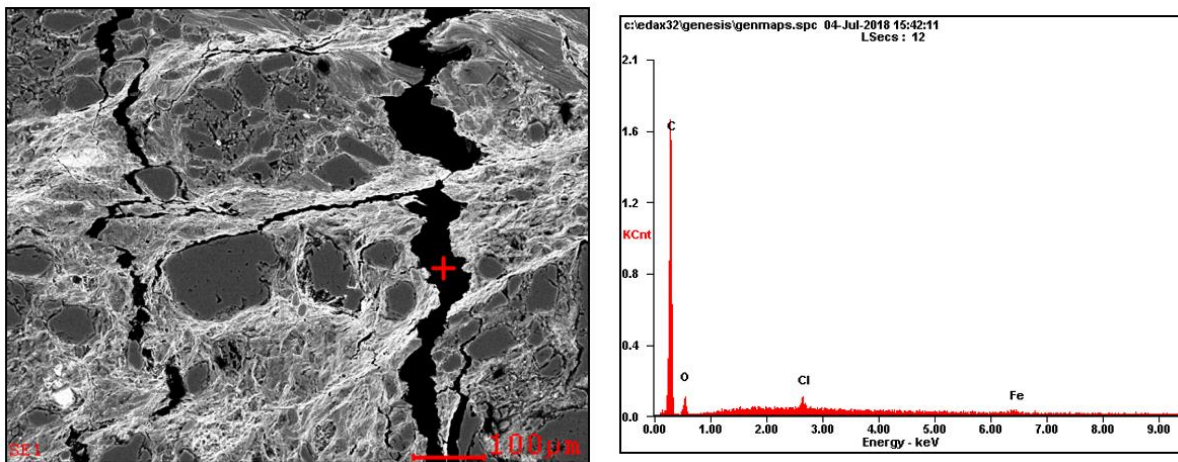 SE1
100µm
c:\edax32\genesis\genmaps.spc 04-Jul-2018 15:42:11
LSecs : 12
2.1
1.6
1.2
KCnt
0.8
0.4
0.0
C
O
Cl
Fe
0.00 1.00 2.00 3.00 4.00 5.00 6.00 7.00 8.00 9.00
Energy - keV